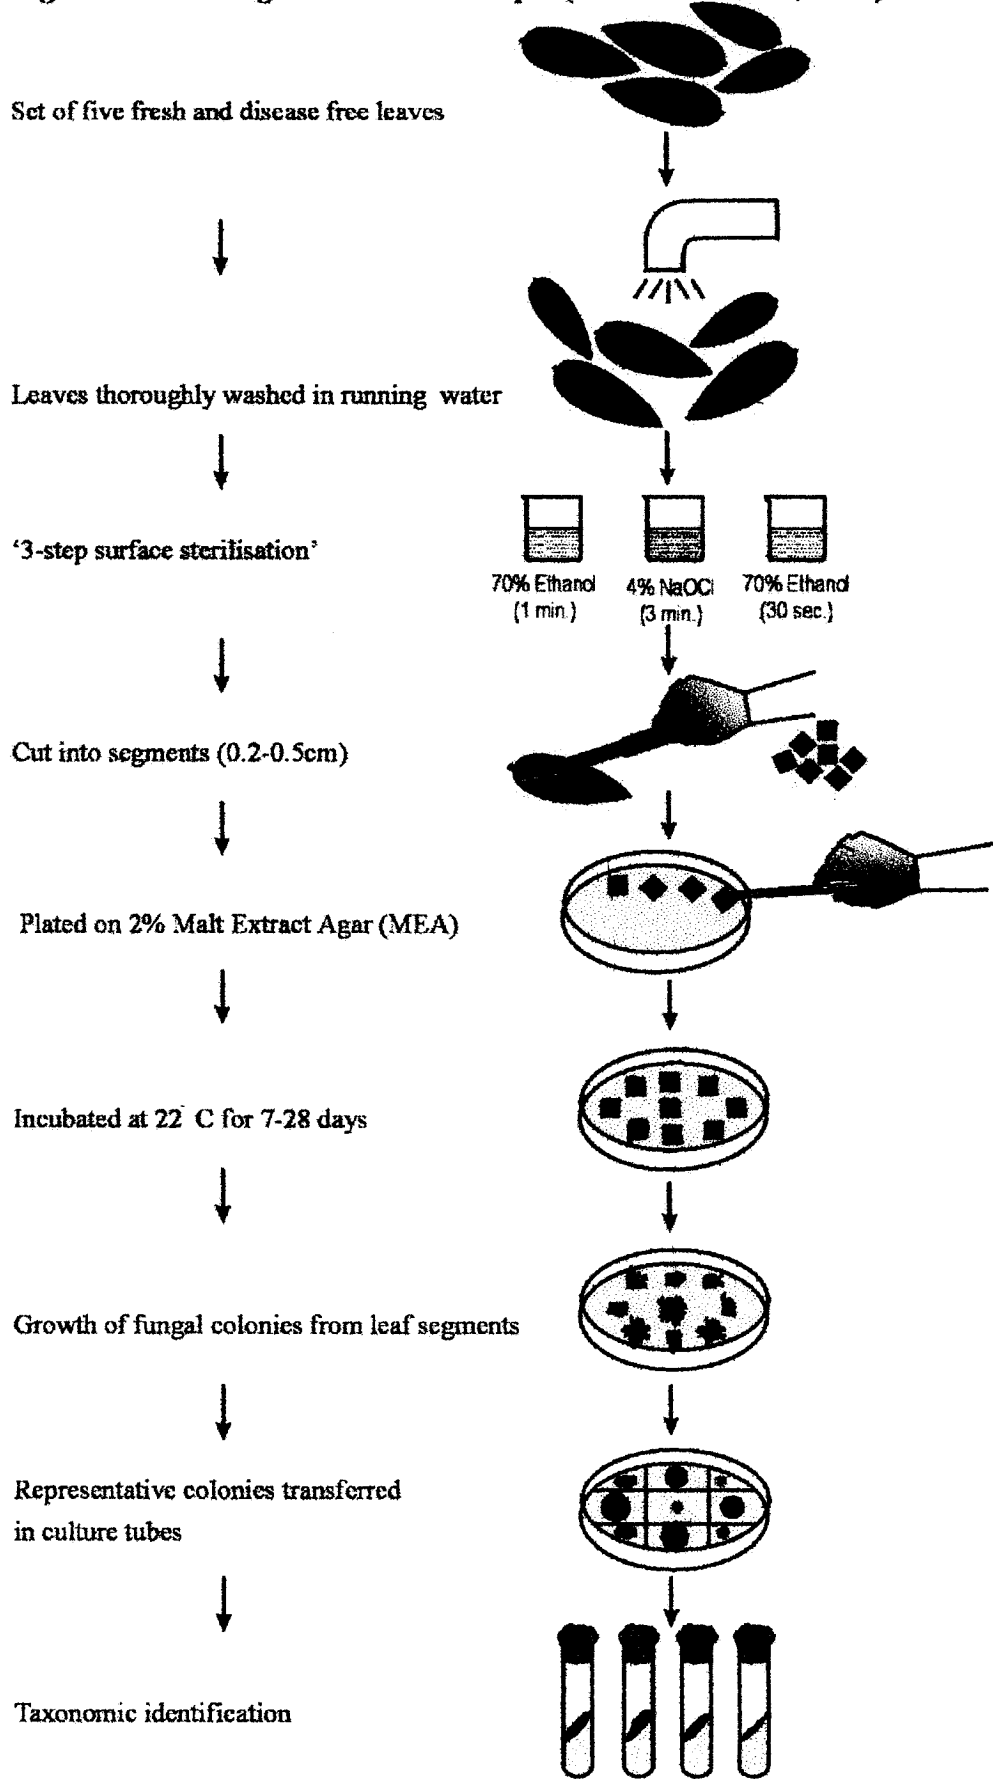 Set of five fresh and disease free leaves
Leaves thoroughly washed in running water
‘3-step surface sterilisation’
70% Ethanol 4% NaOCl 70% Ethanol
(1 min.) (3 min.) (30 sec.)
Cut into segments (0.2-0.5cm)
Plated on 2% Malt Extract Agar (MEA)
Incubated at 22 C for 7-28 days
Growth of fungal colonies from leaf segments
Representative colonies transferred
in culture tubes
Taxonomic identification